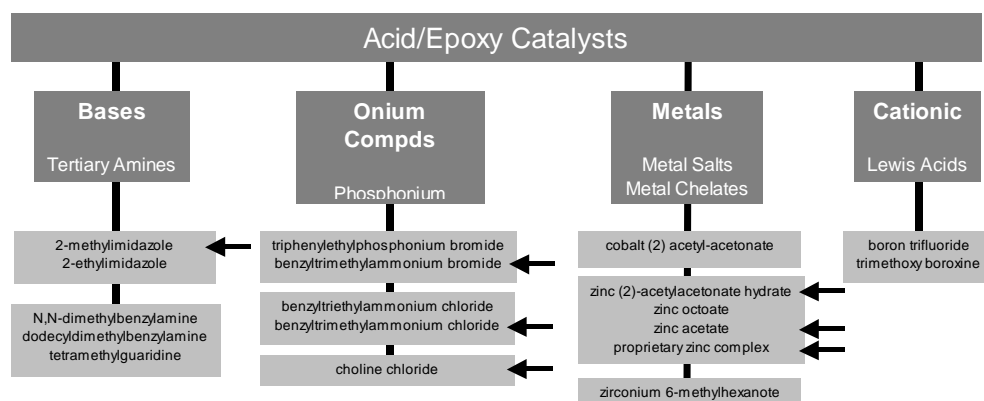 Acid/Epoxy Catalysts
Bases
Tertiary Amines
Onium
Compds
Phosphonium
Metals
Metal Salts
Metal Chelates
Cationic
Lewis Acids
2-methylimidazole
2-ethylimidazole
N,N-dimethylbenzylamine
dodecyldimethylbenzylamine
tetramethylguaridine
triphenylethylphosphonium bromide
benzyltrimethylammonium bromide
benzyltriethylammonium chloride
benzyltrimethylammonium chloride
choline chloride
cobalt (2) acetyl-acetonate
zinc (2)-acetylacetonate hydrate
zinc octoate
zinc acetate
proprietary zinc complex
zirconium 6-methylhexanote
boron trifluoride
trimethoxy boroxine